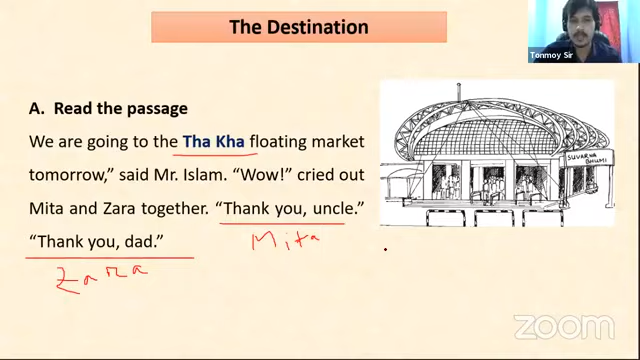 The Destination
Tonmoy Sir
A. Read the passage
We are going to the Tha Kha floating market
tomorrow,” said Mr. Islam. “Wow!” cried out
Mita and Zara together. “Thank you, uncle.”
“Thank you, dad.”
Mita
Zara
SUVARNA
BHUMI
zoom